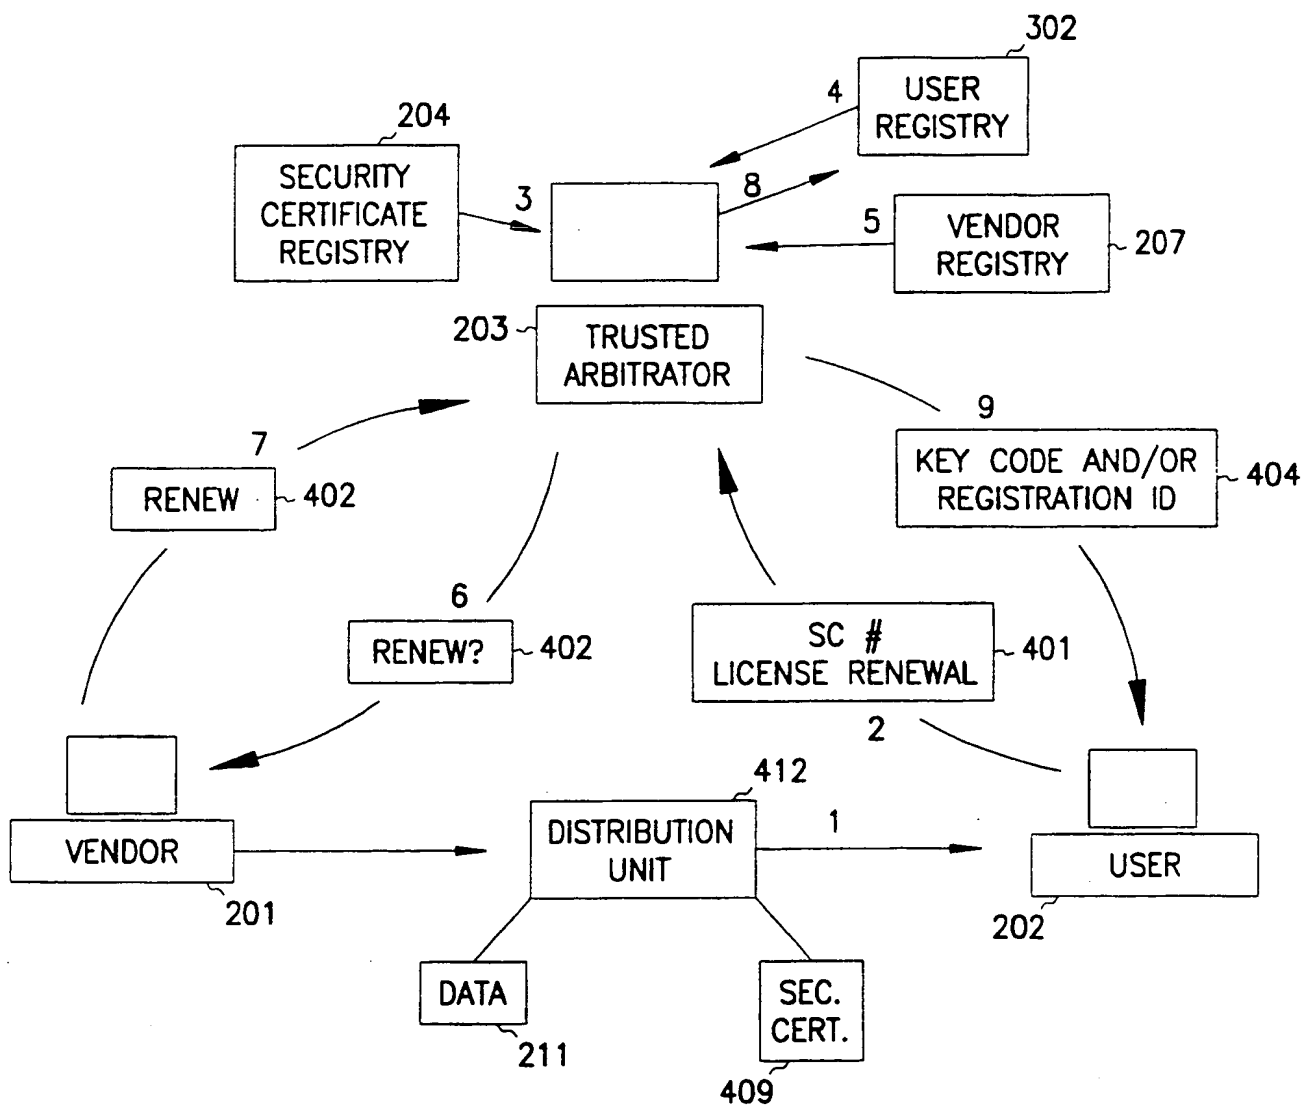 302
4
USER
REGISTRY
204
SECURITY
CERTIFICATE
REGISTRY
3
8
5
VENDOR
REGISTRY
207
203
TRUSTED
ARBITRATOR
7
RENEW
402
9
KEY CODE AND/OR
REGISTRATION ID
404
6
RENEW?
402
SC #
LICENSE RENEWAL
401
2
VENDOR
201
412
DISTRIBUTION
UNIT
1
USER
202
DATA
211
SEC.
CERT.
409